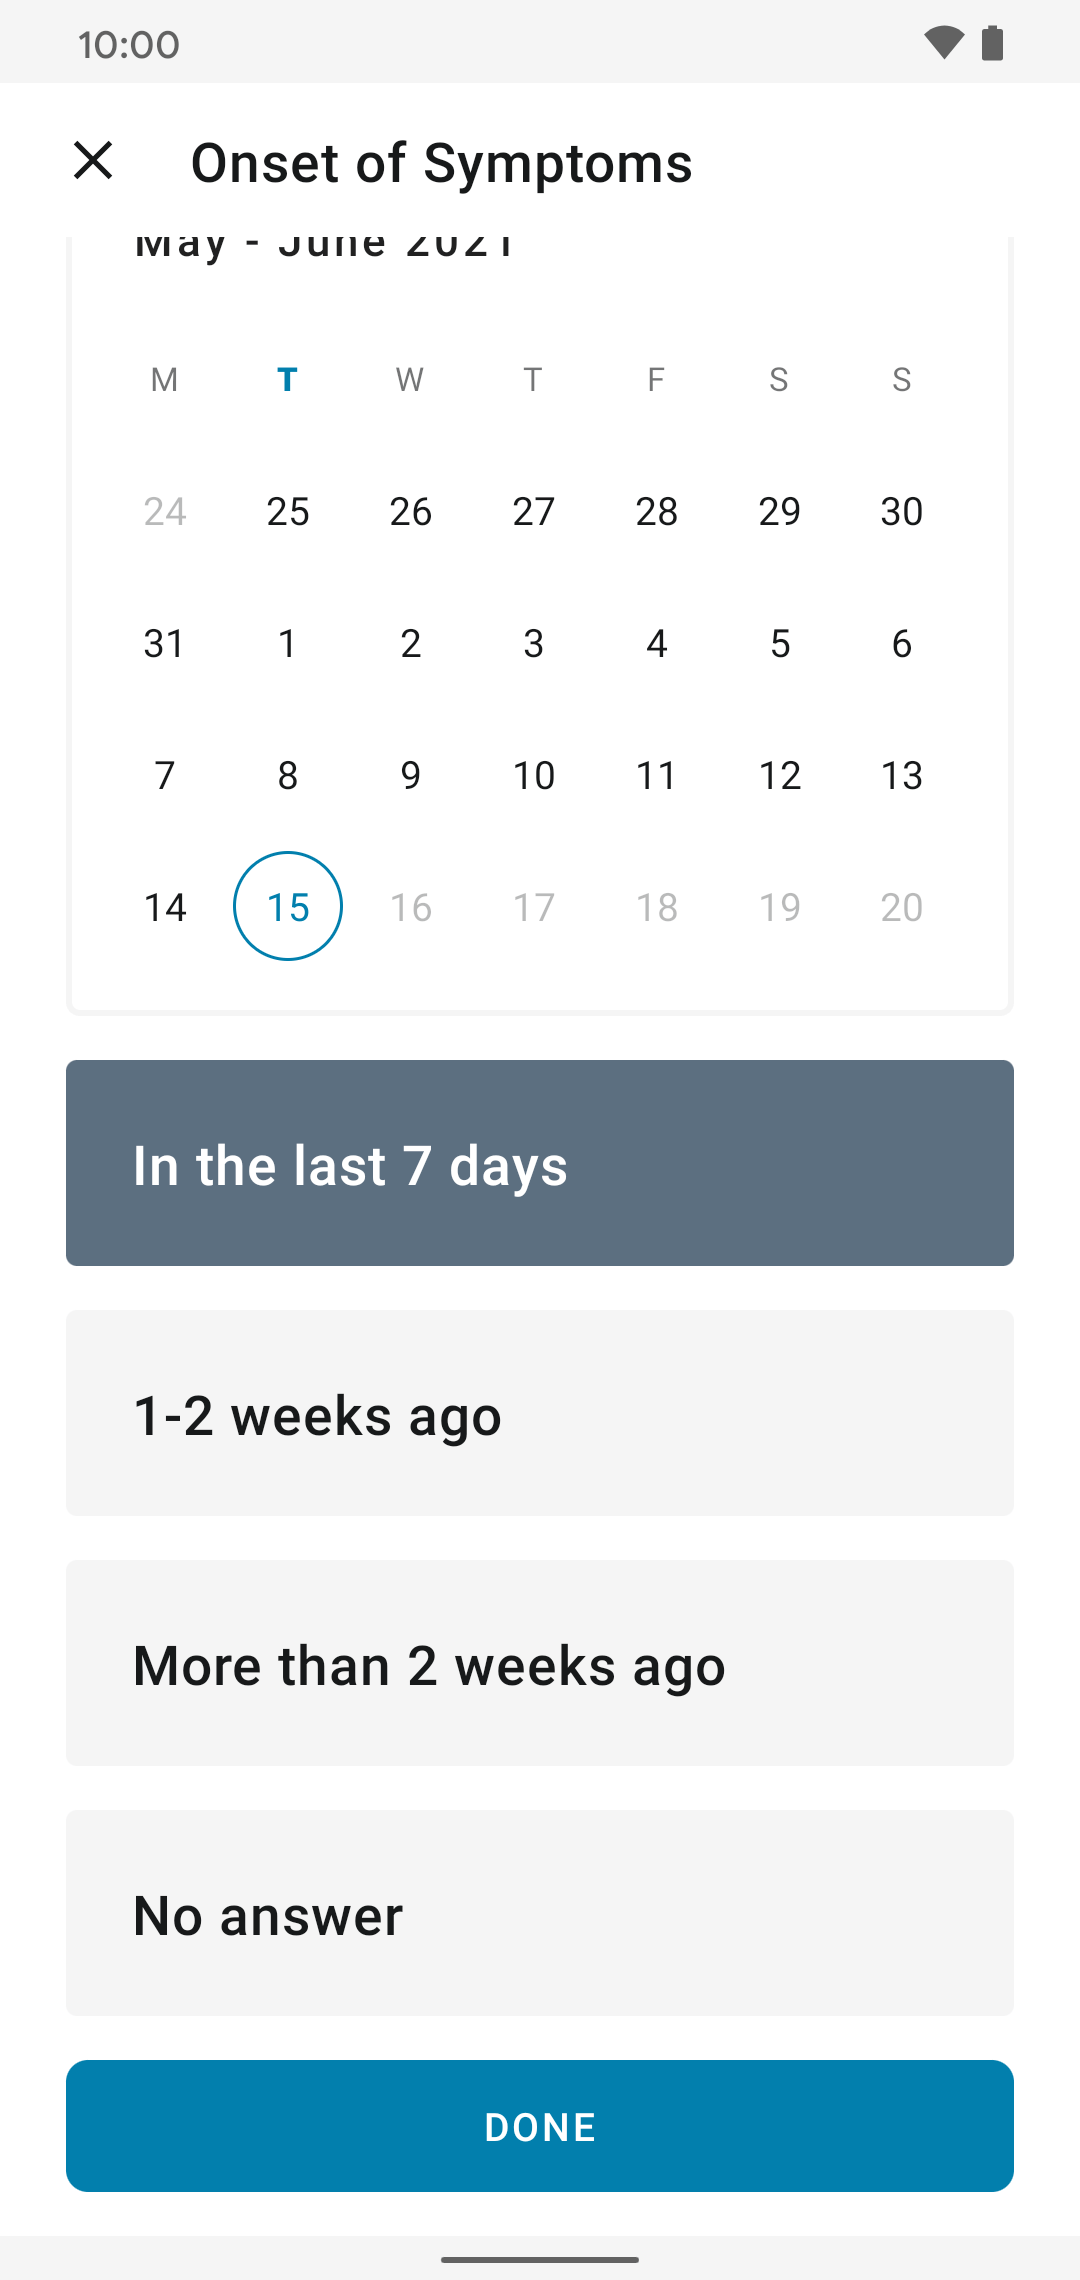 10:00
Onset of Symptoms
May - June 2021
M T W T F S S
24 25 26 27 28 29 30
31 1 2 3 4 5 6
7 8 9 10 11 12 13
14 15 16 17 18 19 20
In the last 7 days
1-2 weeks ago
More than 2 weeks ago
No answer
DONE